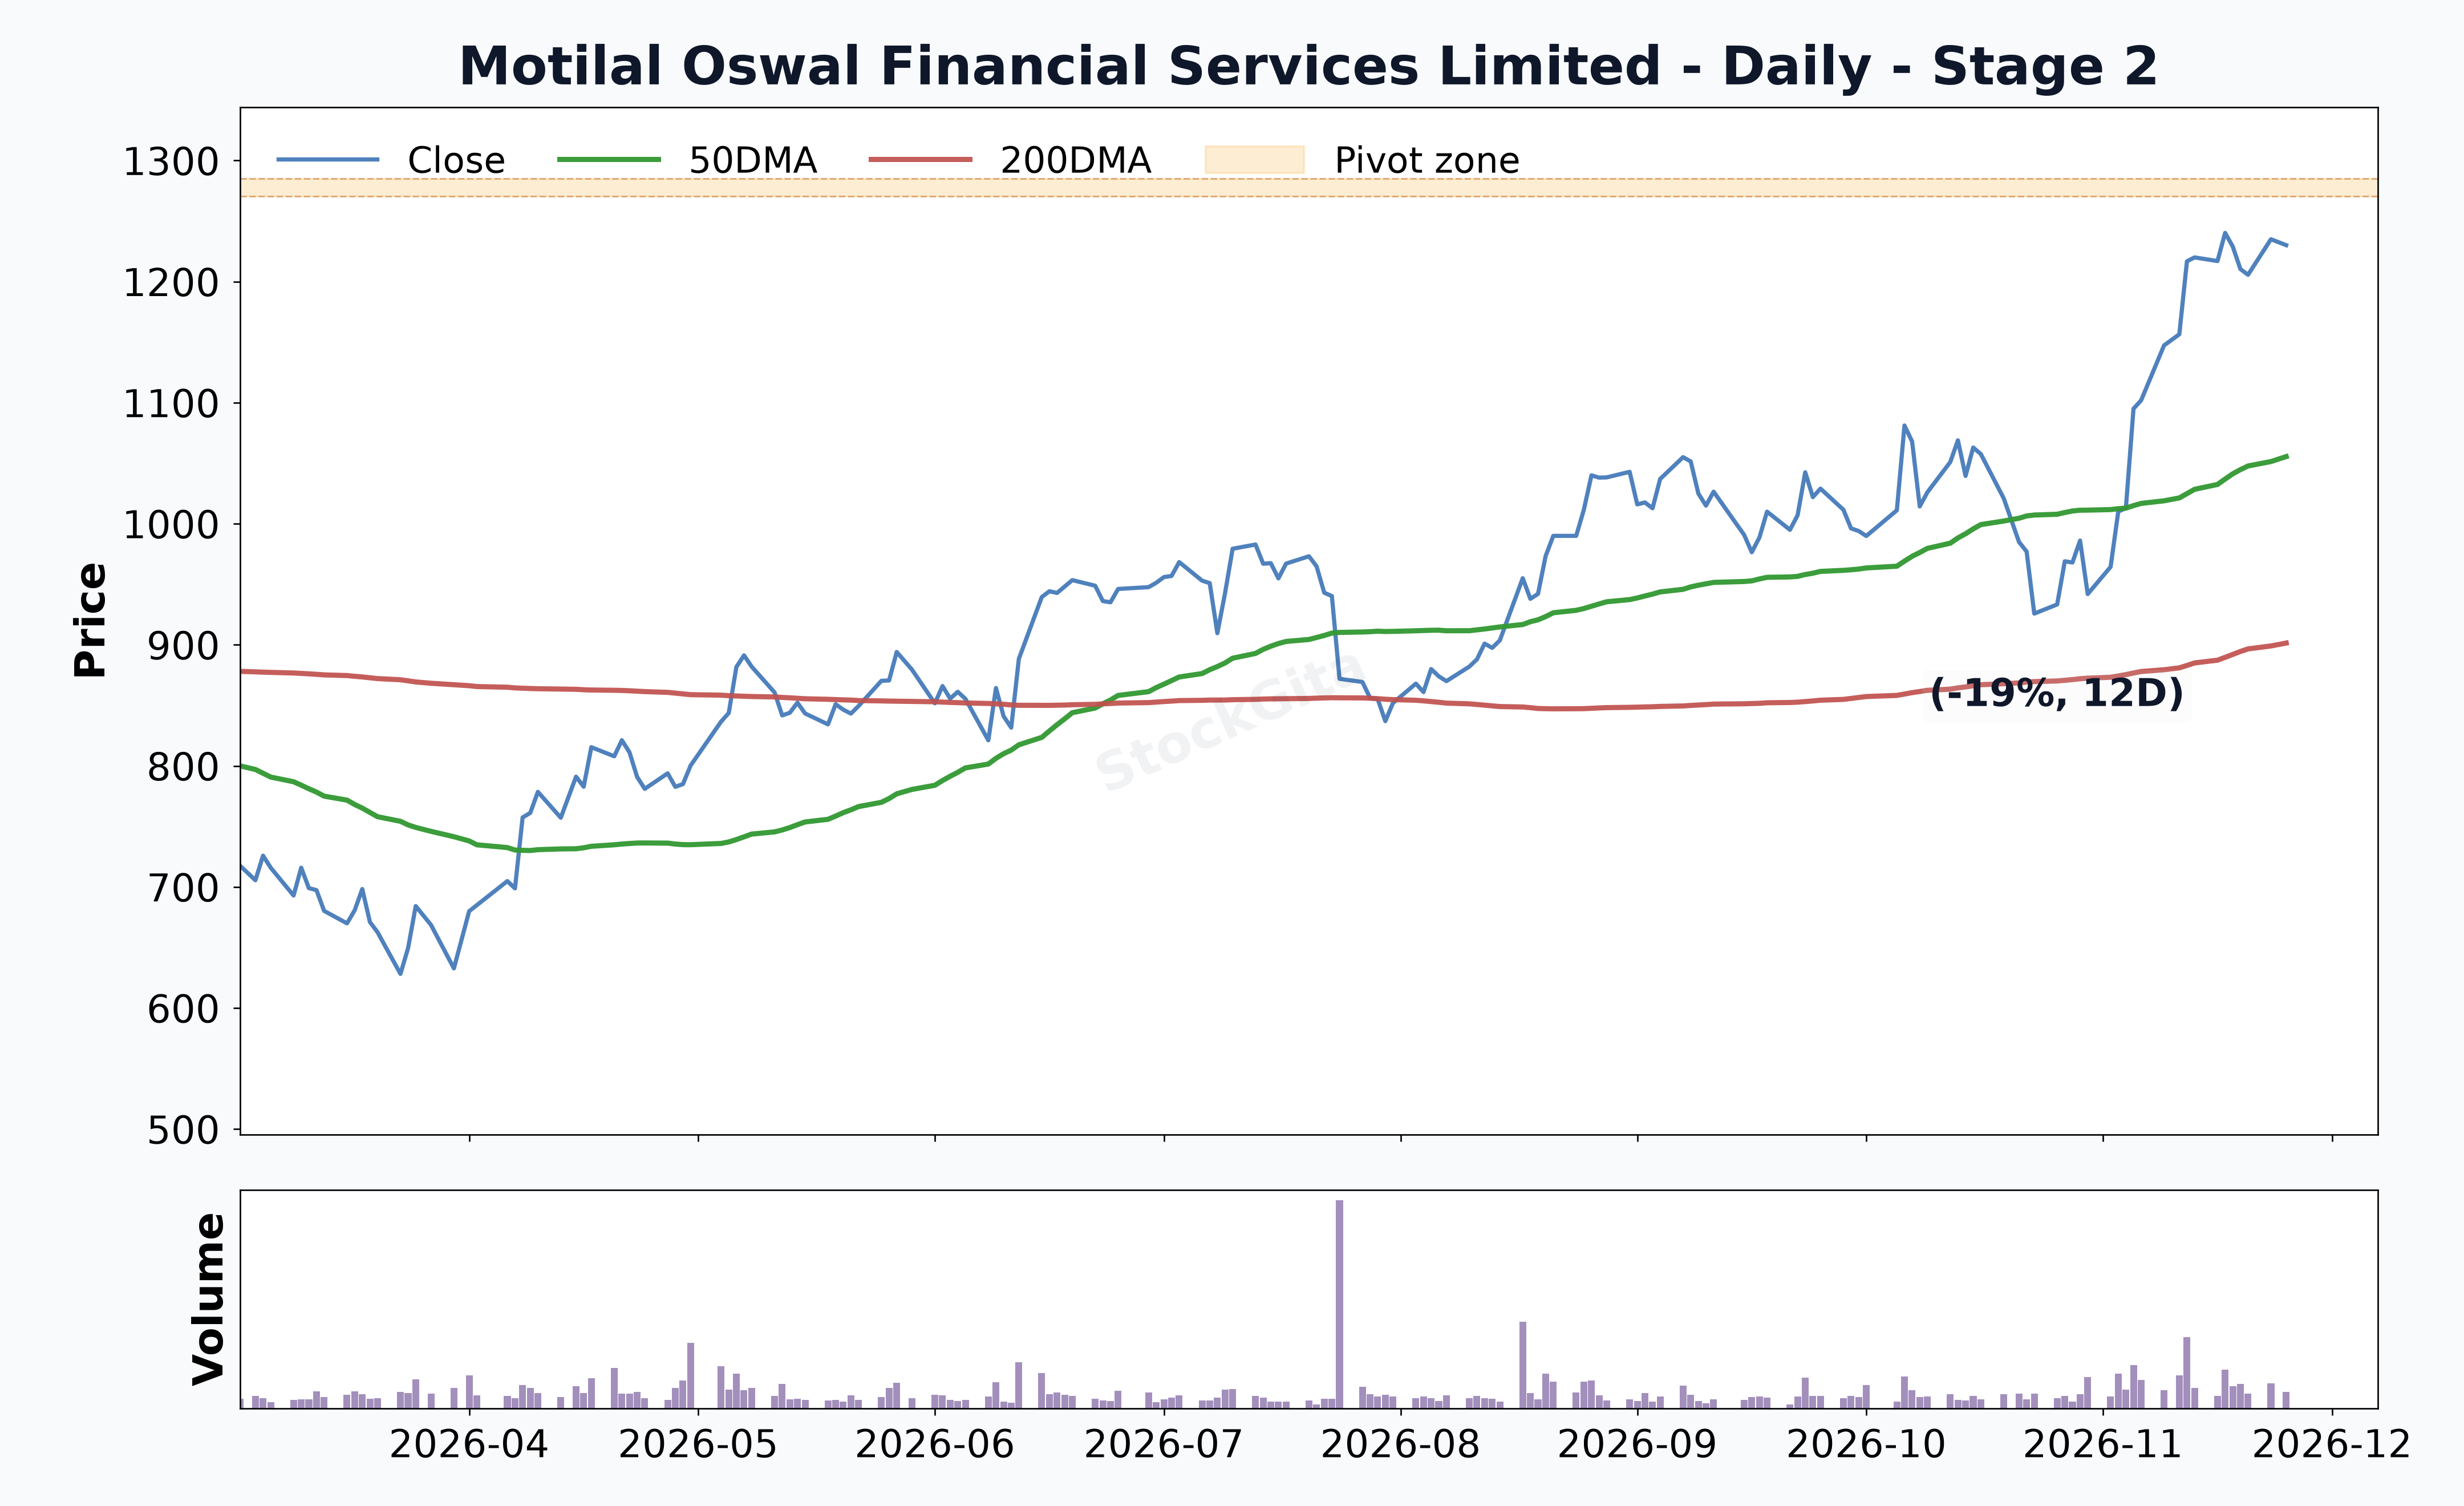 Motilal Oswal Financial Services Limited - Daily - Stage 2
Close 50DMA 200DMA Pivot zone
1300
1200
1100
1000
900
800
700
600
500
Price
(-19%, 12D)
StockGita
Volume
2026-04 2026-05 2026-06 2026-07 2026-08 2026-09 2026-10 2026-11 2026-12